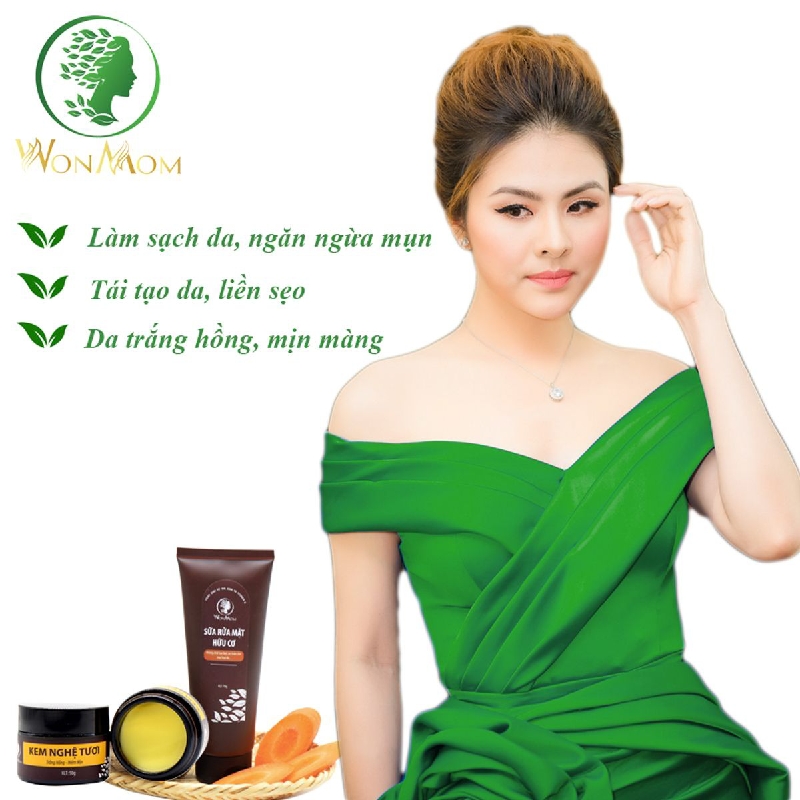 WONMOM
Làm sạch da, ngăn ngừa mụn
Tái tạo da, liền sẹo
Da trắng hồng, mịn màng
WONMOM
SỮA RỬA MẶT
HỮU CƠ
KEM NGHỆ TƯƠI